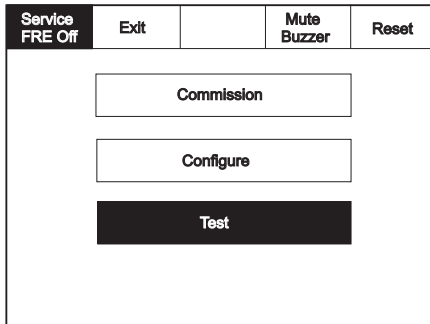 Service
FRE Off
Exit
Mute
Buzzer
Reset
Commission
Configure
Test